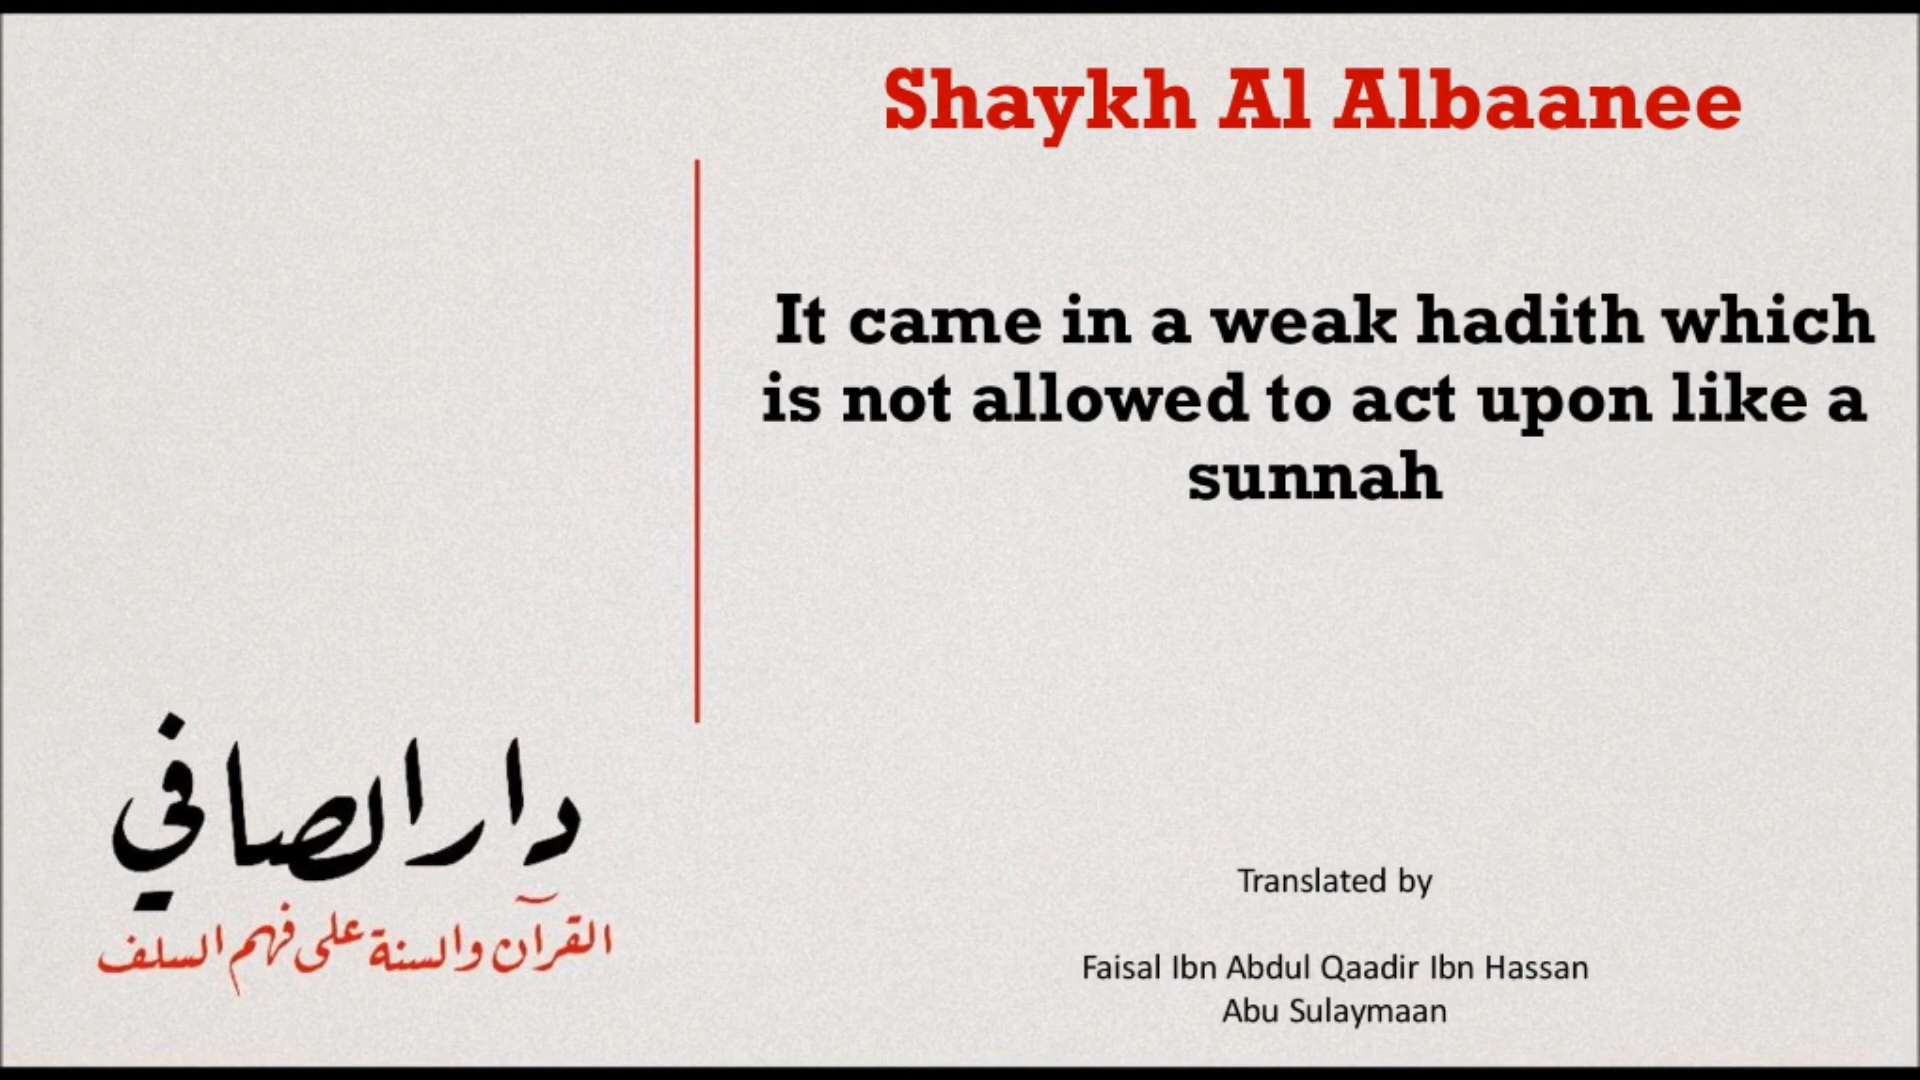 Shaykh Al Albaanee
It came in a weak hadith which
is not allowed to act upon like a
sunnah
دار الصافي
القرآن والسنة على فهم السلف
Translated by
Faisal Ibn Abdul Qaadir Ibn Hassan
Abu Sulaymaan